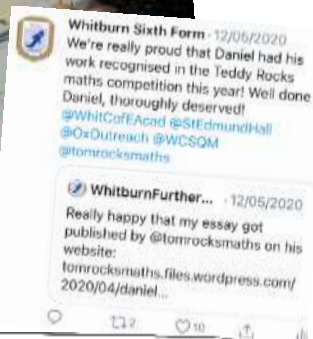 Whitburn Sixth Form · 12/05/2020
We're really proud that Daniel had his
work recognised in the Teddy Rocks
maths competition this year! Well done
Daniel, thoroughly deserved!
@WhitCofEAcad @StEdmundHall
@OxOutreach @WCSQM
@tomrocksmaths
WhitburnFurther... · 12/05/2020
Really happy that my essay got
published by @tomrocksmaths on his
website:
tomrocksmaths.files.wordpress.com/
2020/04/daniel...
2
10